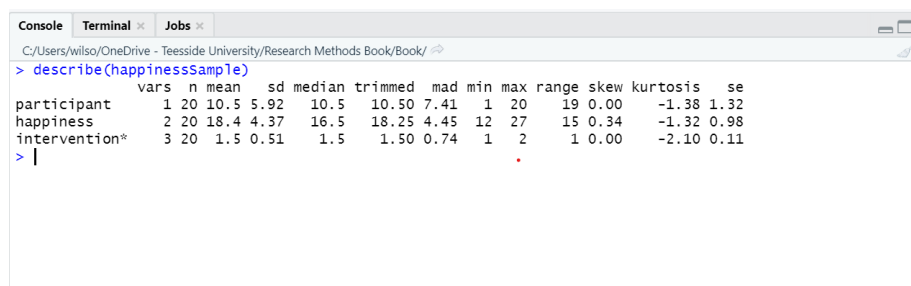 Console Terminal × Jobs ×
C:/Users/wilso/OneDrive - Teesside University/Research Methods Book/Book/
> describe(happinessSample)
vars n mean sd median trimmed mad min max range skew kurtosis se
participant 1 20 10.5 5.92 10.5 10.50 7.41 1 20 19 0.00 -1.38 1.32
happiness 2 20 18.4 4.37 16.5 18.25 4.45 12 27 15 0.34 -1.32 0.98
intervention* 3 20 1.5 0.51 1.5 1.50 0.74 1 2 1 0.00 -2.10 0.11
>